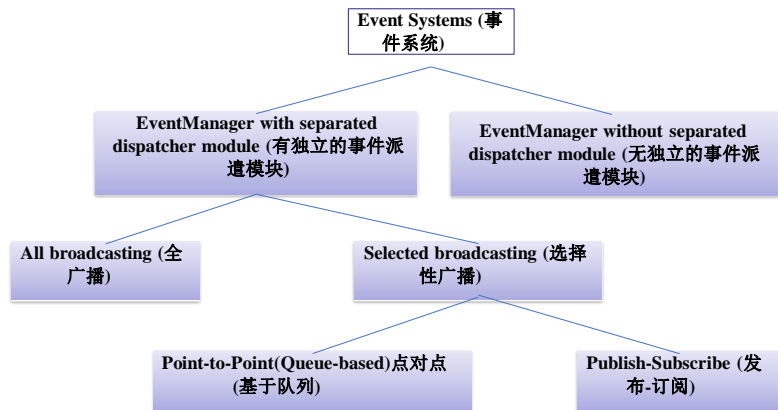 Event Systems (事
件系统)
EventManager with separated
dispatcher module (有独立的事件派
遣模块)
EventManager without separated
dispatcher module (无独立的事件派
遣模块)
All broadcasting (全
广播)
Selected broadcasting (选择
性广播)
Point-to-Point(Queue-based)点对点
(基于队列)
Publish-Subscribe (发
布-订阅)